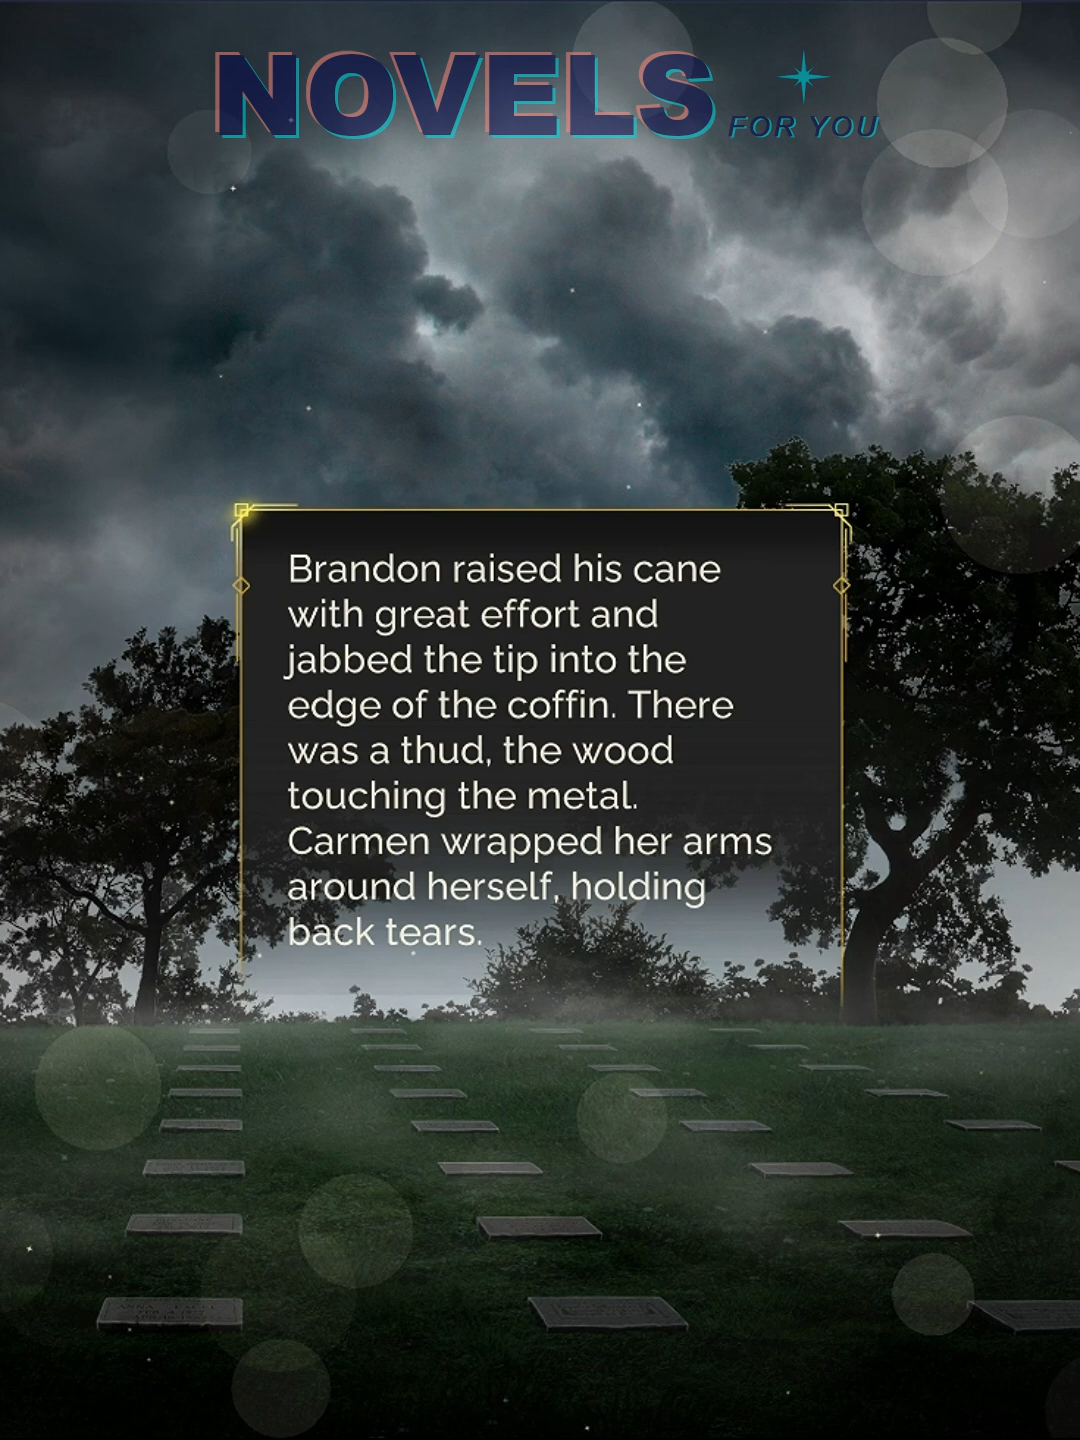 NOVELS
FOR YOU
Brandon raised his cane
with great effort and
jabbed the tip into the
edge of the coffin. There
was a thud, the wood
touching the metal.
Carmen wrapped her arms
around herself, holding
back tears.